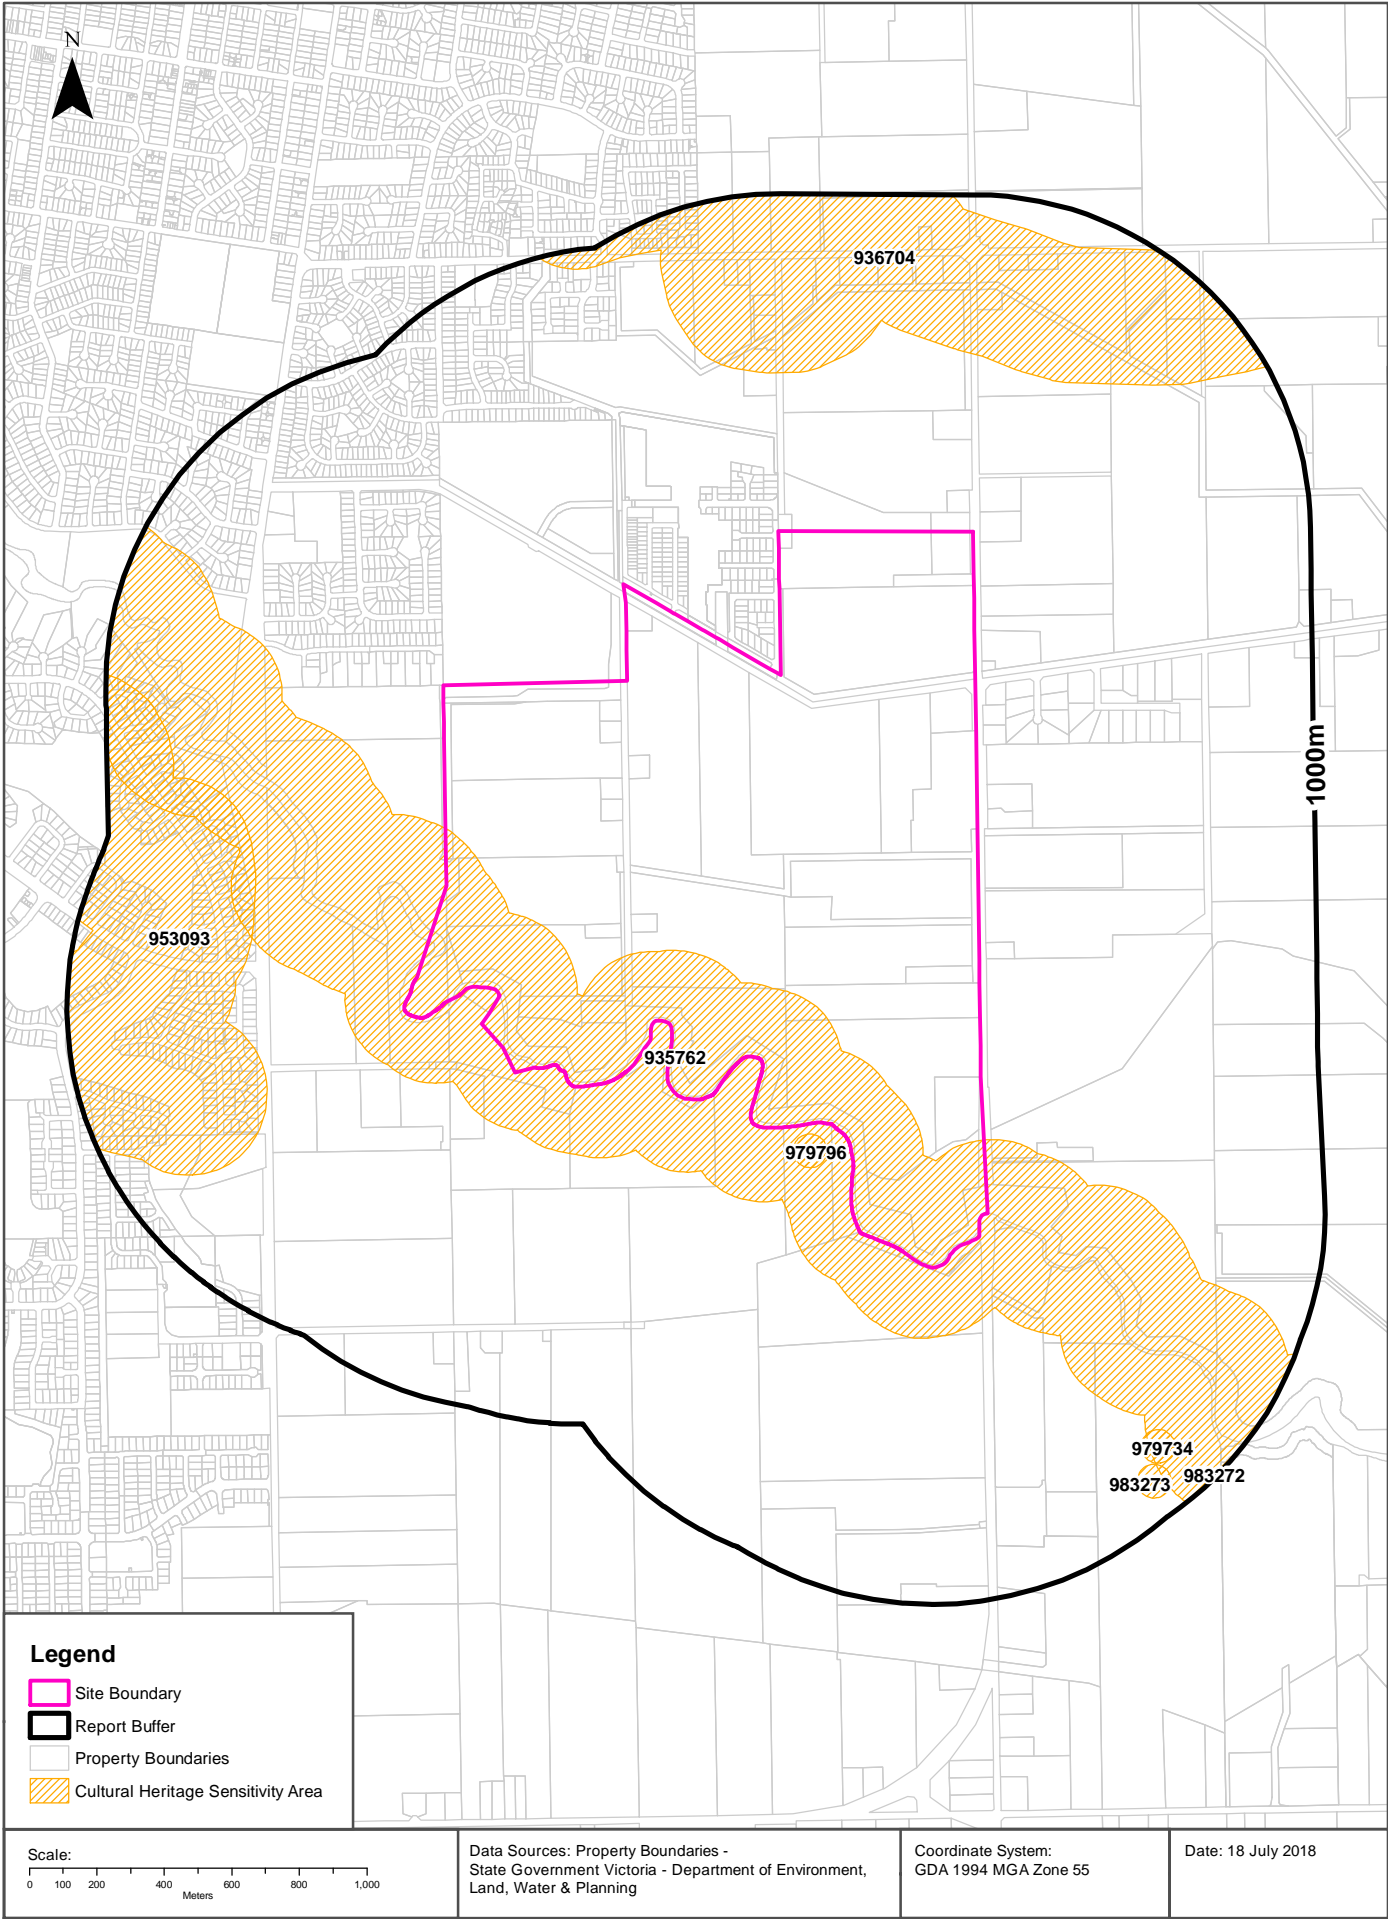 N
936704
1000m
953093
935762
979796
979734
983272
983273
Legend
Site Boundary
Report Buffer
Property Boundaries
Cultural Heritage Sensitivity Area
Scale:
0 100 200 400 600 800 1,000
Meters
Data Sources: Property Boundaries -
State Government Victoria - Department of Environment,
Land, Water & Planning
Coordinate System:
GDA 1994 MGA Zone 55
Date: 18 July 2018